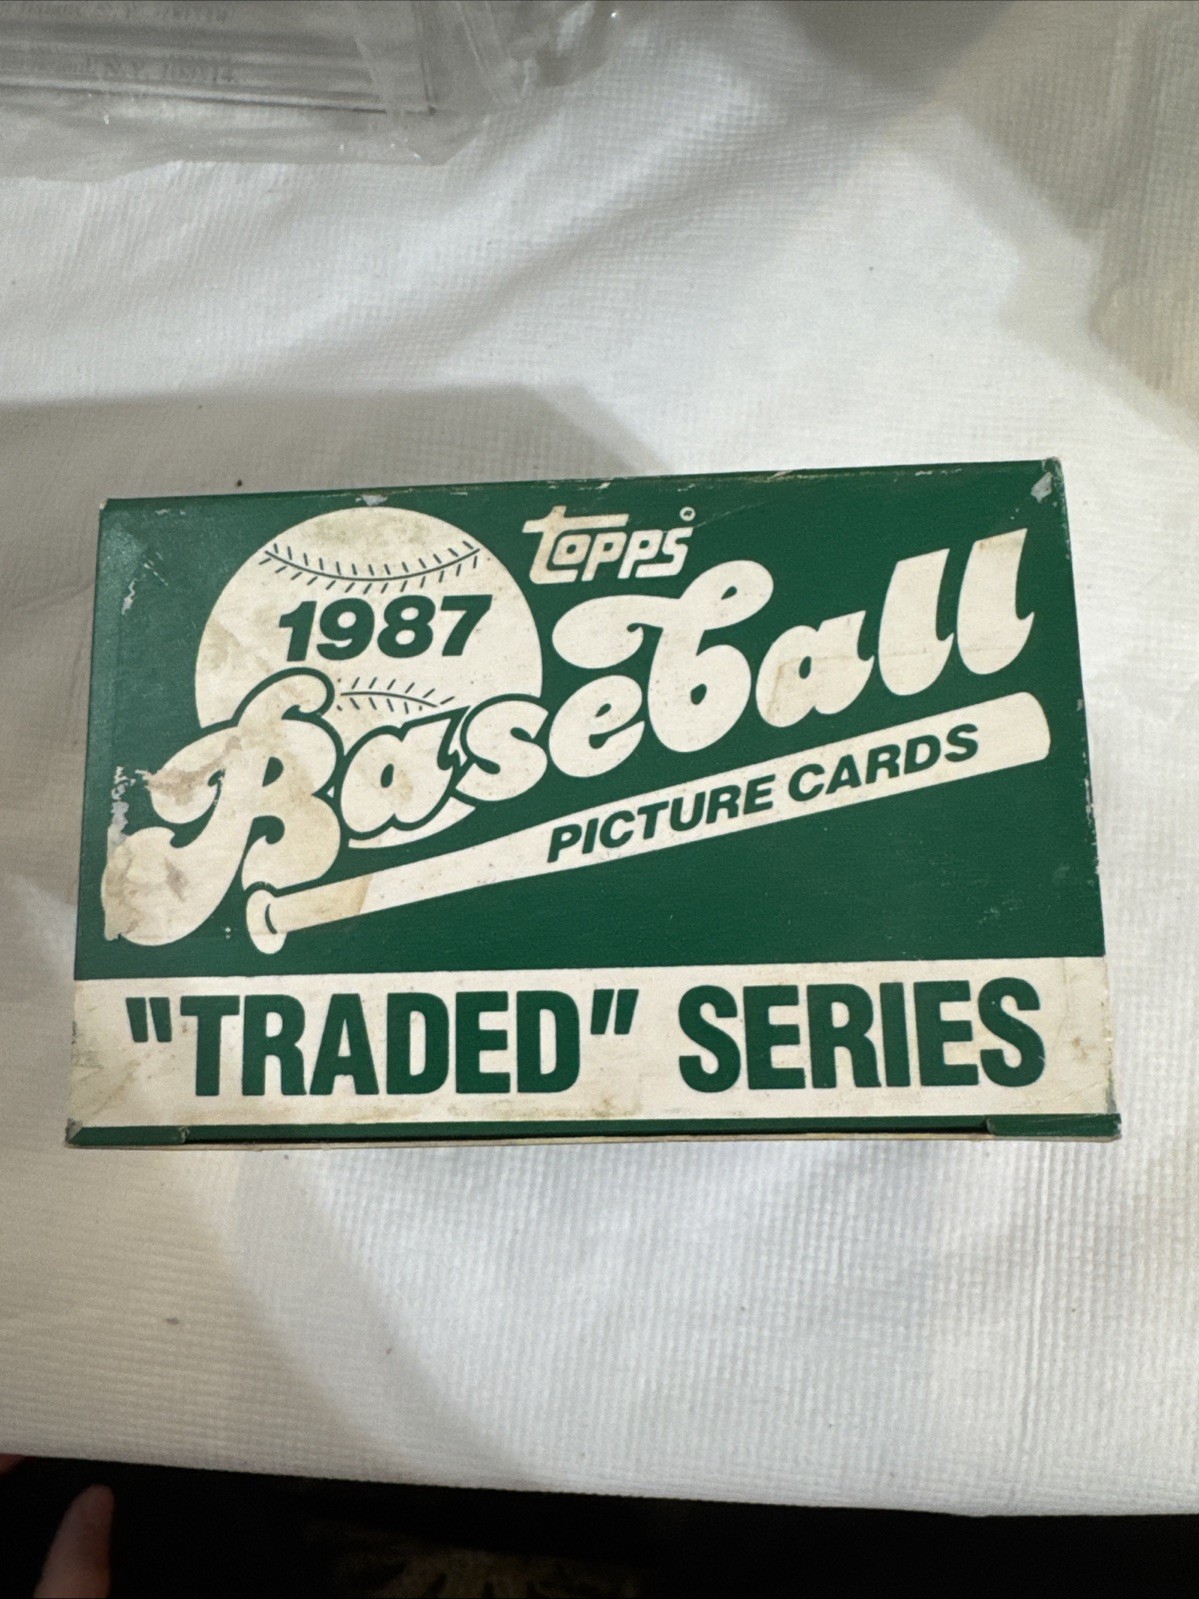 topps
1987
Baseball
PICTURE CARDS
"TRADED" SERIES